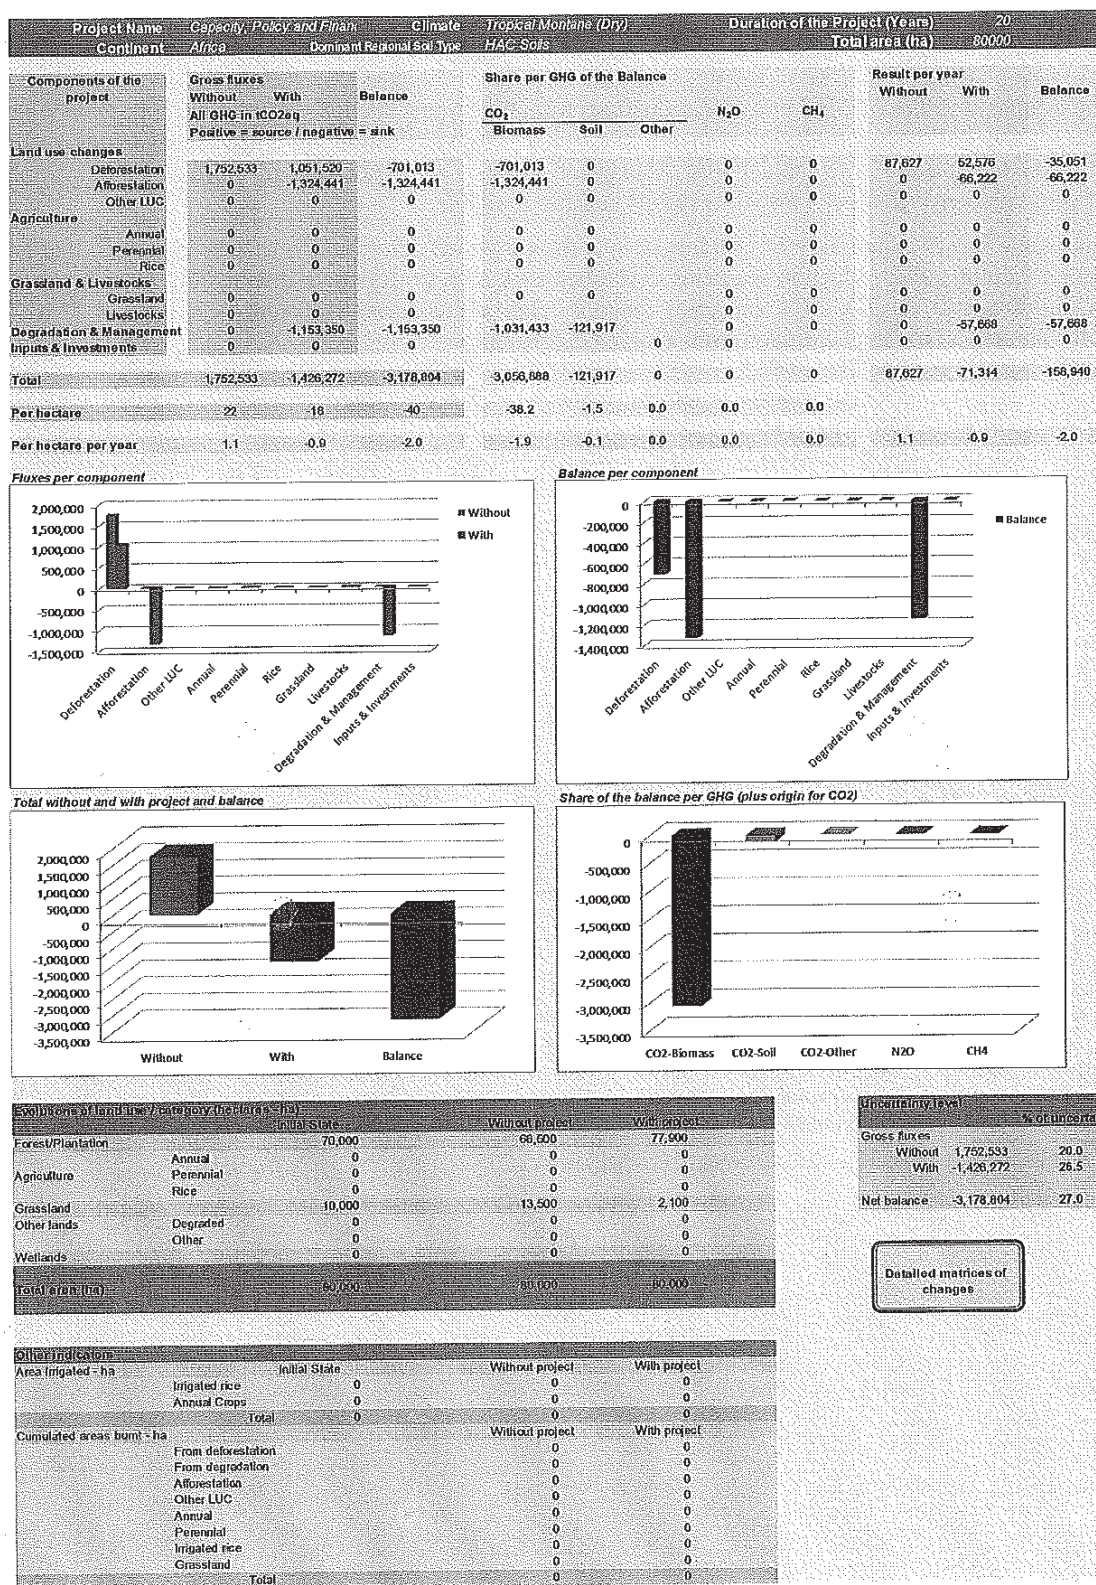 Project Name Capacity, Policy and Finan Climate Tropical Montane (Dry) Duration of the Project (Years) 20
Continent Africa Dominant Regional Soil Type HAC Soils Total area (ha) 80000
Components of the project Gross fluxes Share per GHG of the Balance Result per year
Without With Balance Without With Balance
All GHG in tCO2eq CO2 N2O CH4
Positive = source / negative = sink Biomass Soil Other
Land use changes
Deforestation 1,752,533 1,051,520 -701,013 -701,013 0 0 0 87,627 52,576 -35,051
Afforestation 0 -1,324,441 -1,324,441 -1,324,441 0 0 0 0 -66,222 -66,222
Other LUC 0 0 0 0 0 0 0 0 0 0
Agriculture
Annual 0 0 0 0 0 0 0 0 0 0
Perennial 0 0 0 0 0 0 0 0 0 0
Rice 0 0 0 0 0 0 0 0 0 0
Grassland & Livestocks
Grassland 0 0 0 0 0 0 0 0 0 0
Livestocks 0 0 0 0 0 0 0 0
Degradation & Management 0 -1,153,350 -1,153,350 -1,031,433 -121,917 0 0 0 -57,668 -57,668
Inputs & Investments 0 0 0 0 0 0 0 0
Total 1,752,533 -1,426,272 -3,178,804 -3,056,888 -121,917 0 0 0 87,627 -71,314 -158,940
Per hectare 22 -18 -40 -38.2 -1.5 0.0 0.0 0.0
Per hectare per year 1.1 -0.9 -2.0 -1.9 -0.1 0.0 0.0 0.0 1.1 -0.9 -2.0
Fluxes per component
2,000,000
1,500,000
1,000,000
500,000
0
-500,000
-1,000,000
-1,500,000
Without
With
Deforestation
Afforestation
Other LUC
Annual
Perennial
Rice
Grassland
Livestocks
Degradation & Management
Inputs & Investments
Balance per component
0
-200,000
-400,000
-600,000
-800,000
-1,000,000
-1,200,000
-1,400,000
Balance
Deforestation
Afforestation
Other LUC
Annual
Perennial
Rice
Grassland
Livestocks
Degradation & Management
Inputs & Investments
Total without and with project and balance
2,000,000
1,500,000
1,000,000
500,000
0
-500,000
-1,000,000
-1,500,000
-2,000,000
-2,500,000
-3,000,000
-3,500,000
Without With Balance
Share of the balance per GHG (plus origin for CO2)
0
-500,000
-1,000,000
-1,500,000
-2,000,000
-2,500,000
-3,000,000
-3,500,000
CO2-Biomass CO2-Soil CO2-Other N2O CH4
Evolutions of land use / category (hectares - ha)
Initial State Without project With project
Forest/Plantation 70,000 66,500 77,900
Annual 0 0 0
Agriculture Perennial 0 0 0
Rice 0 0 0
Grassland 10,000 13,500 2,100
Other lands Degraded 0 0 0
Other 0 0 0
Wetlands 0 0 0
Total area (ha) 80,000 80,000 80,000
Uncertainty level
% of uncerta
Gross fluxes
Without 1,752,533 20.0
With -1,426,272 26.5
Net balance -3,178,804 27.0
Detailed matrices of
changes
Other indicators
Area irrigated - ha Initial State Without project With project
Irrigated rice 0 0 0
Annual Crops 0 0 0
Total 0 0 0
Cumulated areas burnt - ha Without project With project
From deforestation 0 0
From degradation 0 0
Afforestation 0 0
Other LUC 0 0
Annual 0 0
Perennial 0 0
Irrigated rice 0 0
Grassland 0 0
Total 0 0